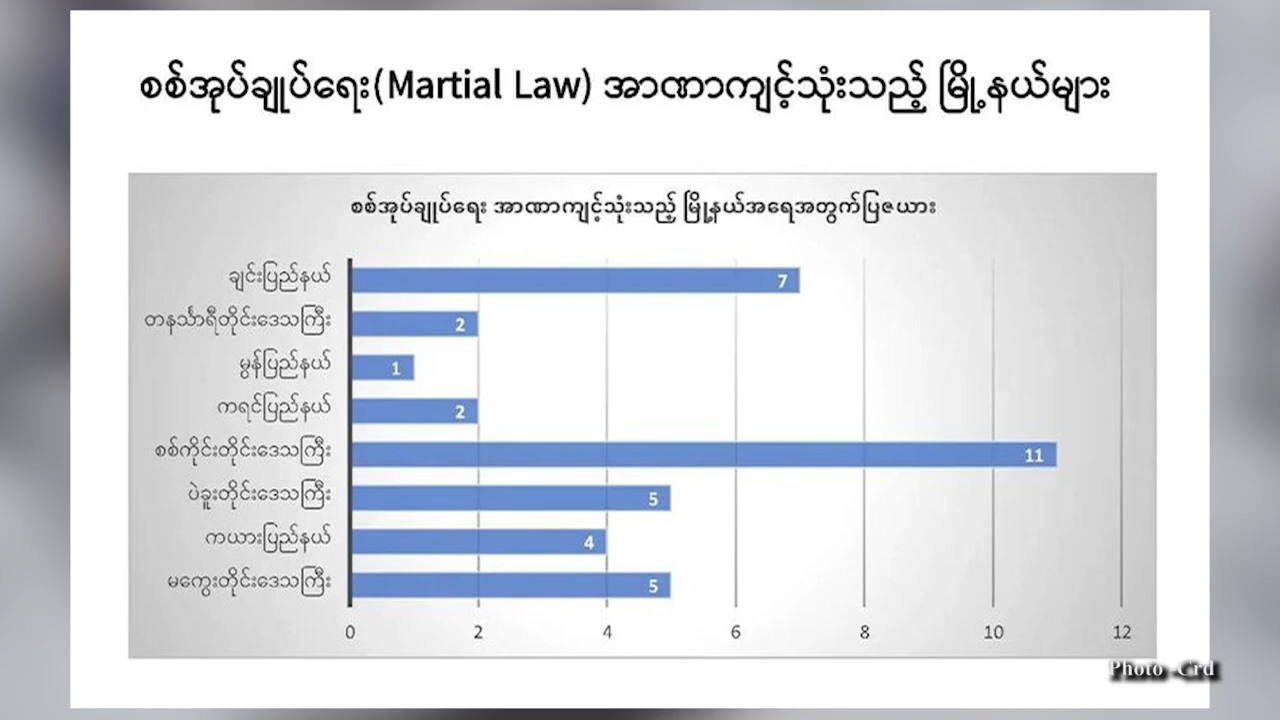 စစ်အုပ်ချုပ်ရေး(Martial Law) အာဏာကျင့်သုံးသည့် မြို့နယ်များ
စစ်အုပ်ချုပ်ရေး အာဏာကျင့်သုံးသည့် မြို့နယ်အရေအတွက်ပြဇယား
ချင်းပြည်နယ် 7
တနင်္သာရီတိုင်းဒေသကြီး 2
မွန်ပြည်နယ် 1
ကရင်ပြည်နယ် 2
စစ်ကိုင်းတိုင်းဒေသကြီး 11
ပဲခူးတိုင်းဒေသကြီး 5
ကယားပြည်နယ် 4
မကွေးတိုင်းဒေသကြီး 5
0 2 4 6 8 10 12
Photo -Crd